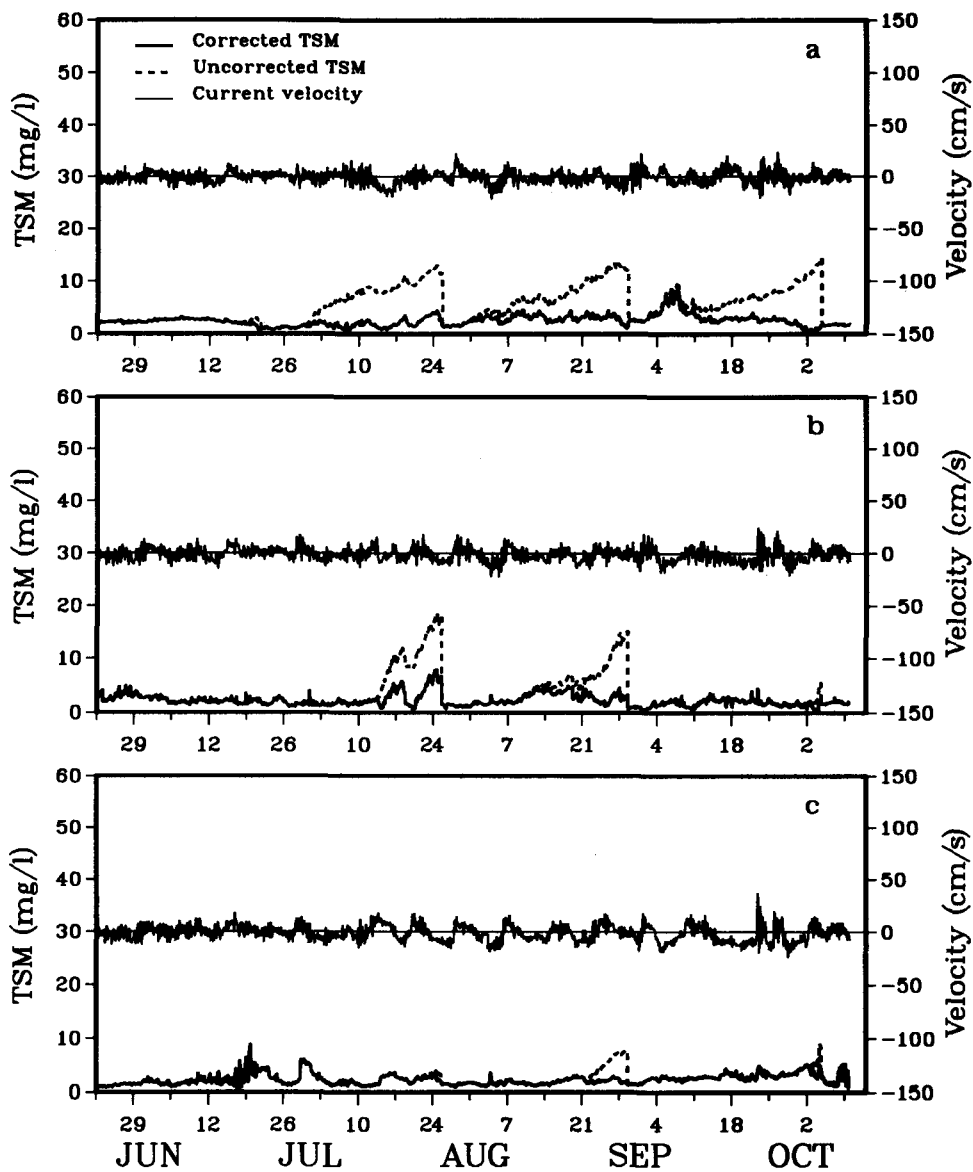 a
Corrected TSM
Uncorrected TSM
Current velocity
TSM (mg/l)
60
50
40
30
20
10
0
Velocity (cm/s)
150
100
50
0
-50
-100
-150
29 12 26 10 24 7 21 4 18 2
b
TSM (mg/l)
60
50
40
30
20
10
0
Velocity (cm/s)
150
100
50
0
-50
-100
-150
29 12 26 10 24 7 21 4 18 2
c
TSM (mg/l)
60
50
40
30
20
10
0
Velocity (cm/s)
150
100
50
0
-50
-100
-150
29 12 26 10 24 7 21 4 18 2
JUN JUL AUG SEP OCT